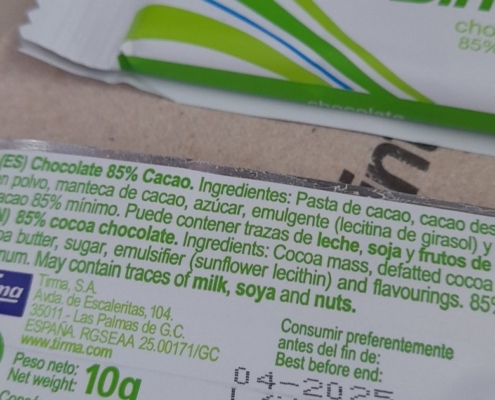 choc
85%
chocolate
(ES) Chocolate 85% Cacao. Ingredientes: Pasta de cacao, cacao des
n polvo, manteca de cacao, azúcar, emulgente (lecitina de girasol) y
acao 85% mínimo. Puede contener trazas de leche, soja y frutos de
N) 85% cocoa chocolate. Ingredients: Cocoa mass, defatted cocoa
oa butter, sugar, emulsifier (sunflower lecithin) and flavourings. 85%
num. May contain traces of milk, soya and nuts.
ma
Tirma, S.A.
Avda. de Escaleritas, 104.
35011 - Las Palmas de G.C.
ESPAÑA. RGSEAA 25.00171/GC
www.tirma.com
Consumir preferentemente
antes del fin de:
Best before end:
Peso neto:
Net weight: 10g
04-2025